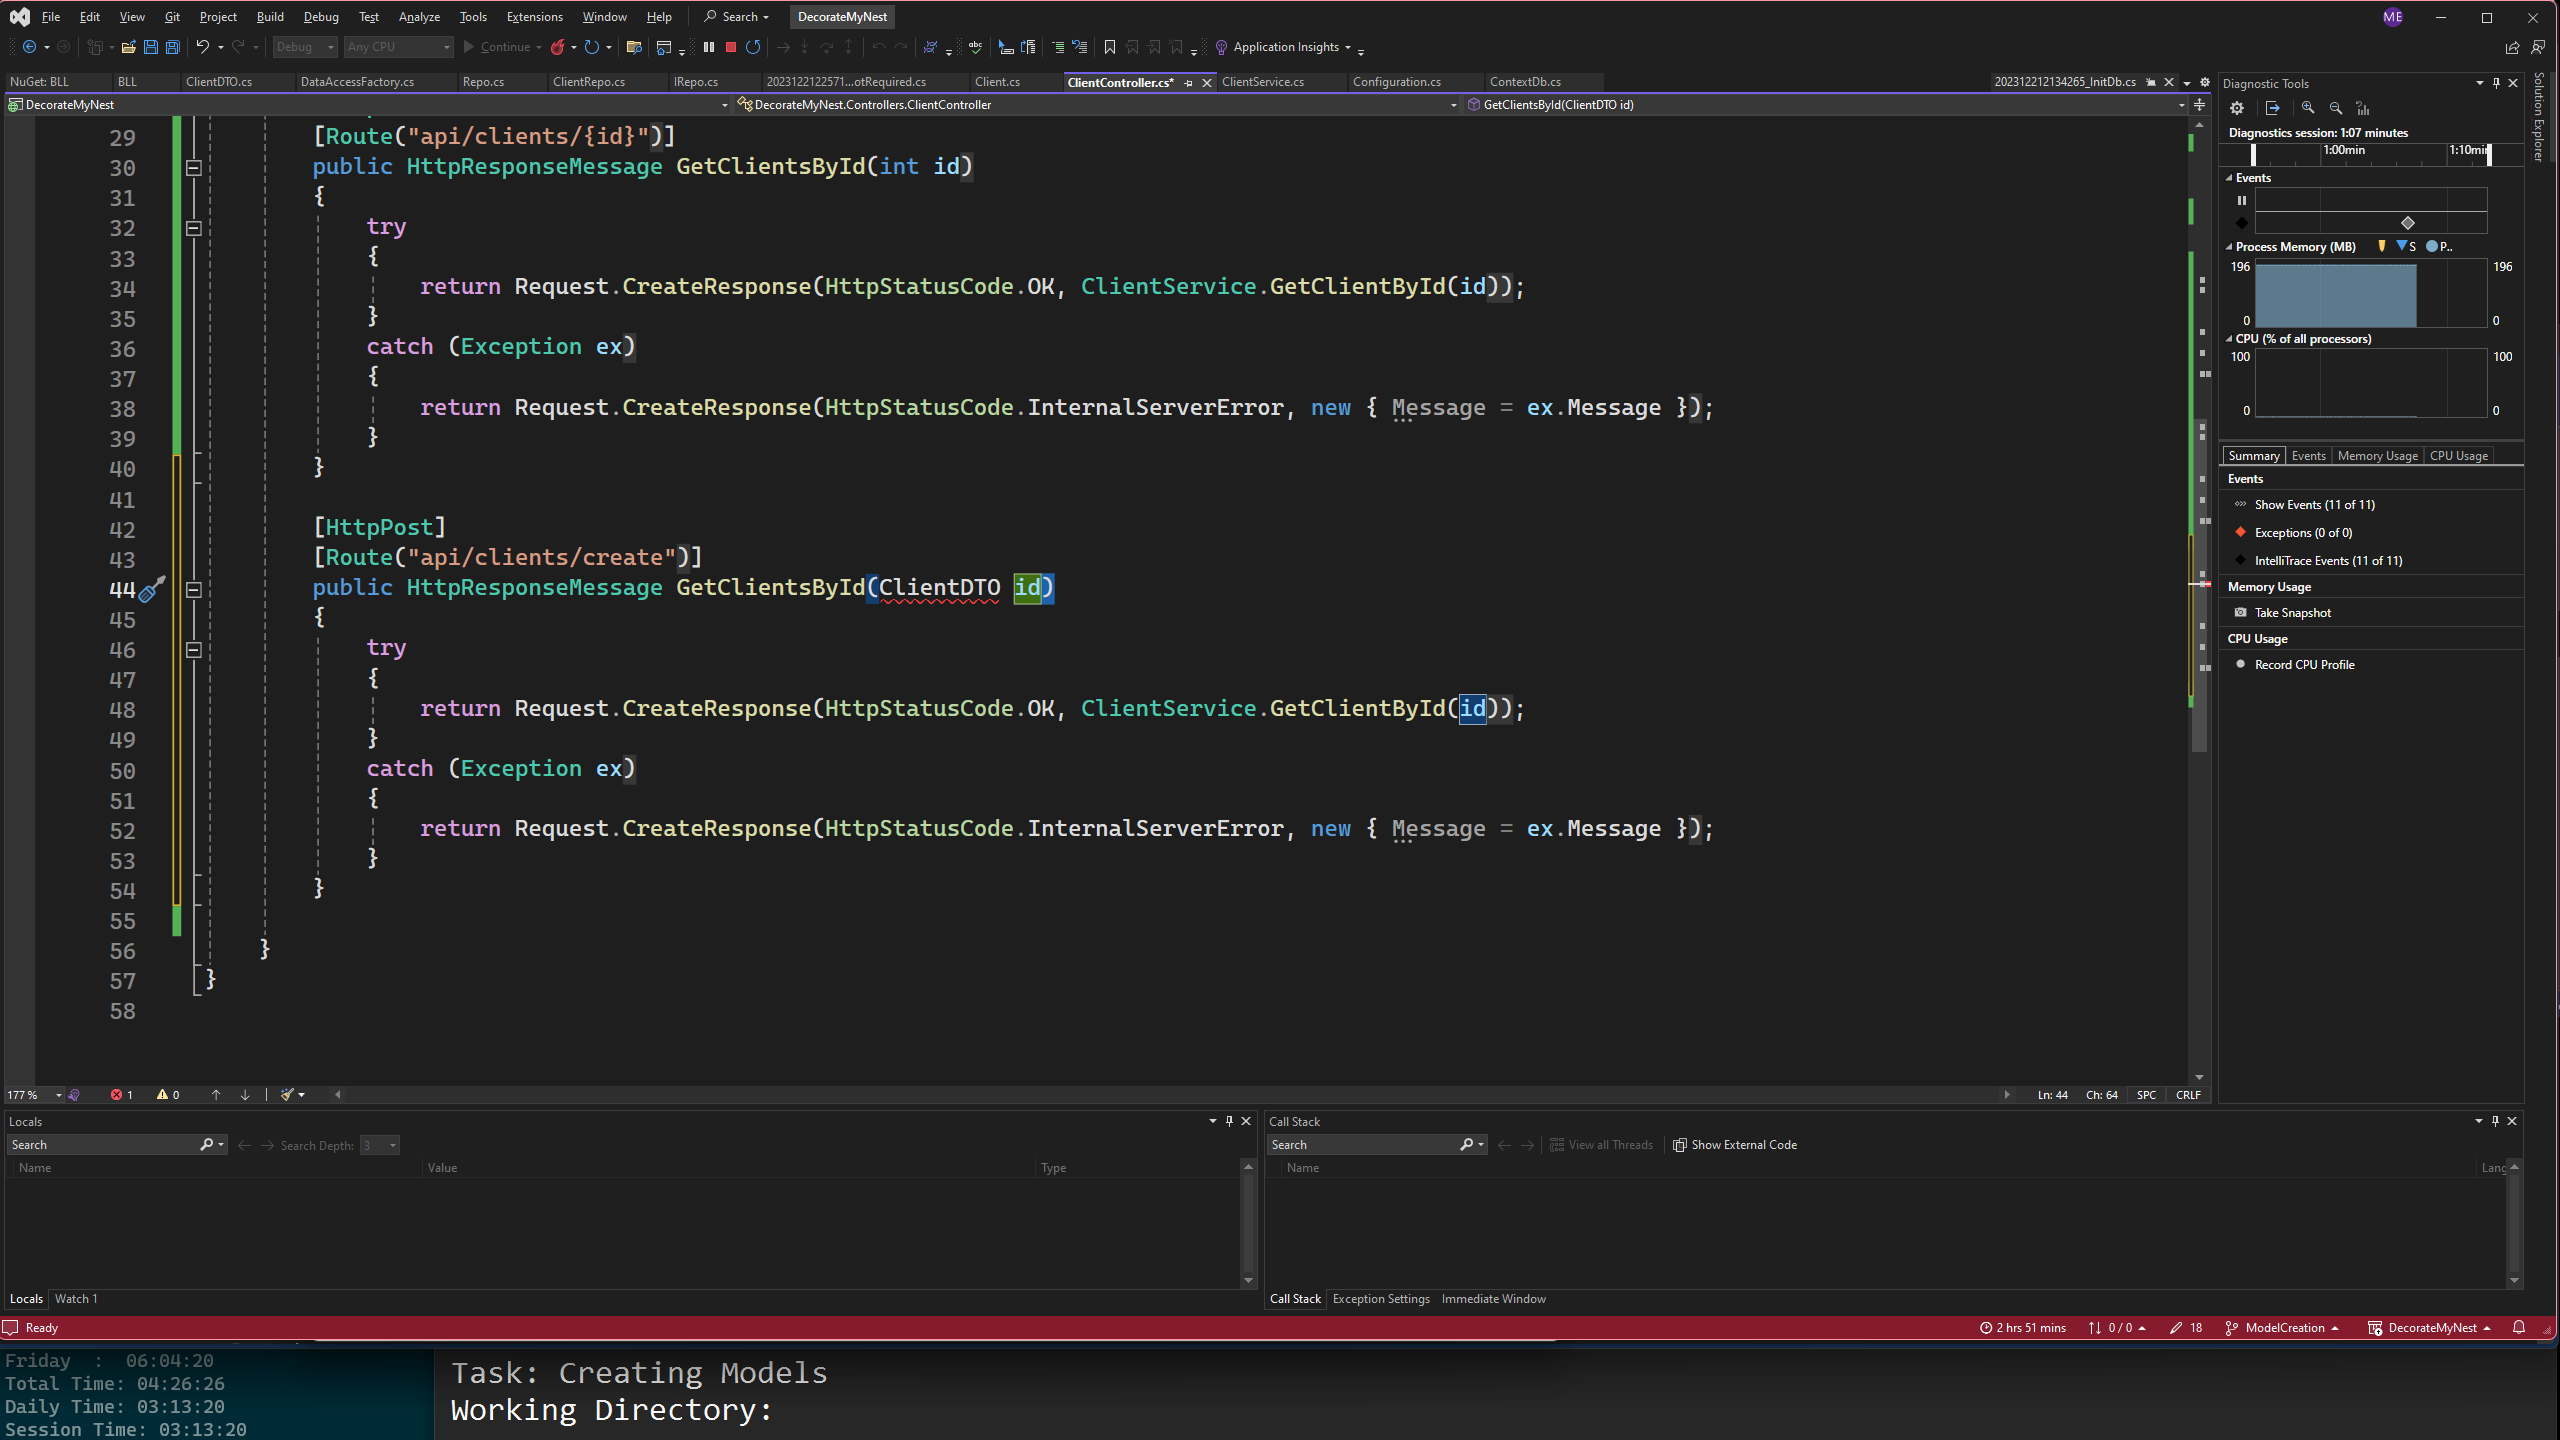 File Edit View Git Project Build Debug Test Analyze Tools Extensions Window Help Search DecorateMyNest ME
Debug Any CPU Continue Application Insights
NuGet: BLL BLL ClientDTO.cs DataAccessFactory.cs Repo.cs ClientRepo.cs IRepo.cs 2023122122571...otRequired.cs Client.cs ClientController.cs* ClientService.cs Configuration.cs ContextDb.cs 202312212134265_InitDb.cs
DecorateMyNest DecorateMyNest.Controllers.ClientController GetClientsById(ClientDTO id)
29 [Route("api/clients/{id}")]
30 public HttpResponseMessage GetClientsById(int id)
31 {
32 try
33 {
34 return Request.CreateResponse(HttpStatusCode.OK, ClientService.GetClientById(id));
35 }
36 catch (Exception ex)
37 {
38 return Request.CreateResponse(HttpStatusCode.InternalServerError, new { Message = ex.Message });
39 }
40 }
41
42 [HttpPost]
43 [Route("api/clients/create")]
44 public HttpResponseMessage GetClientsById(ClientDTO id)
45 {
46 try
47 {
48 return Request.CreateResponse(HttpStatusCode.OK, ClientService.GetClientById(id));
49 }
50 catch (Exception ex)
51 {
52 return Request.CreateResponse(HttpStatusCode.InternalServerError, new { Message = ex.Message });
53 }
54 }
55
56 }
57 }
58
177 % 1 0 Ln: 44 Ch: 64 SPC CRLF
Diagnostic Tools
Diagnostics session: 1:07 minutes
1:00min 1:10min
Events
Process Memory (MB) S P..
196 196
0 0
CPU (% of all processors)
100 100
0 0
Summary Events Memory Usage CPU Usage
Events
Show Events (11 of 11)
Exceptions (0 of 0)
IntelliTrace Events (11 of 11)
Memory Usage
Take Snapshot
CPU Usage
Record CPU Profile
Solution Explorer
Locals
Search Search Depth: 3
Name Value Type
Locals Watch 1
Call Stack
Search View all Threads Show External Code
Name Lang
Call Stack Exception Settings Immediate Window
Ready 2 hrs 51 mins 0 / 0 18 ModelCreation DecorateMyNest
Friday : 06:04:20
Total Time: 04:26:26
Daily Time: 03:13:20
Session Time: 03:13:20
Task: Creating Models
Working Directory: